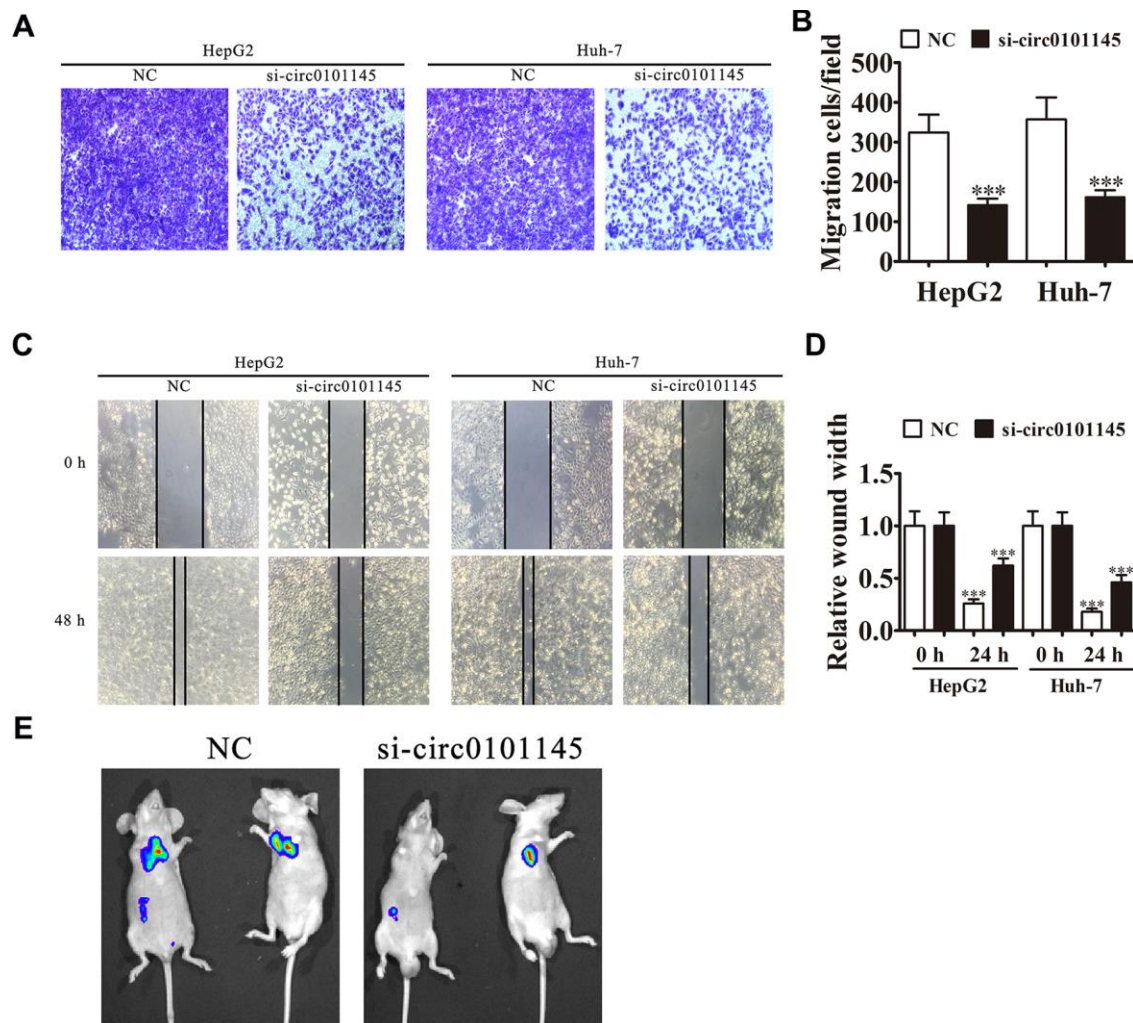 A
HepG2 Huh-7
NC si-circ0101145 NC si-circ0101145
B
NC si-circ0101145
Migration cells/field
500
400
300
200
100
0
*** ***
HepG2 Huh-7
C
HepG2 Huh-7
NC si-circ0101145 NC si-circ0101145
0 h
48 h
D
NC si-circ0101145
Relative wound width
1.5
1.0
0.5
0.0
*** *** *** ***
0 h 24 h 0 h 24 h
HepG2 Huh-7
E
NC si-circ0101145